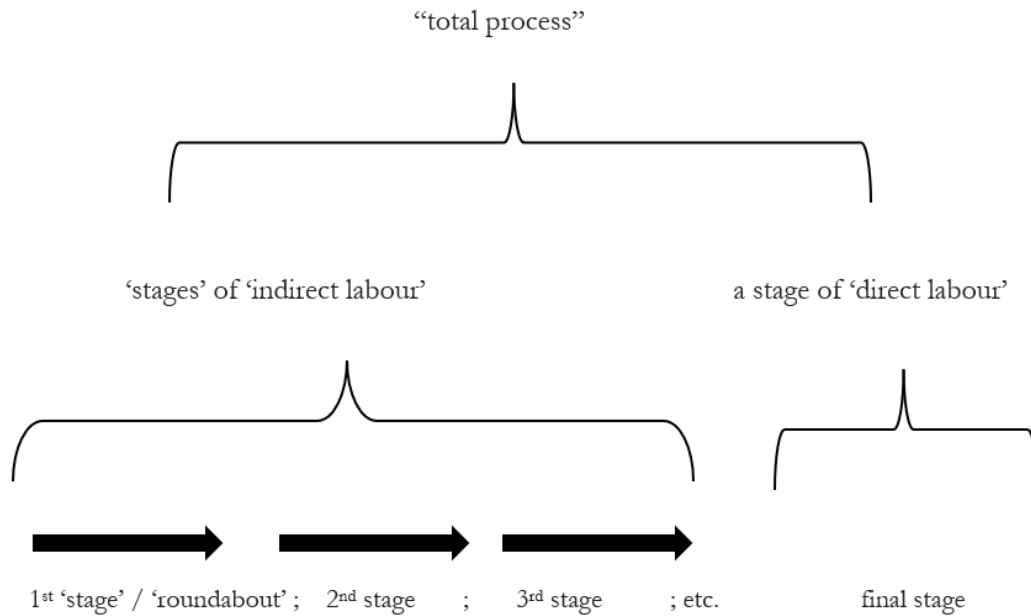 “total process”
‘stages’ of ‘indirect labour’ a stage of ‘direct labour’
1st ‘stage’ / ‘roundabout’ ; 2nd stage ; 3rd stage ; etc. final stage